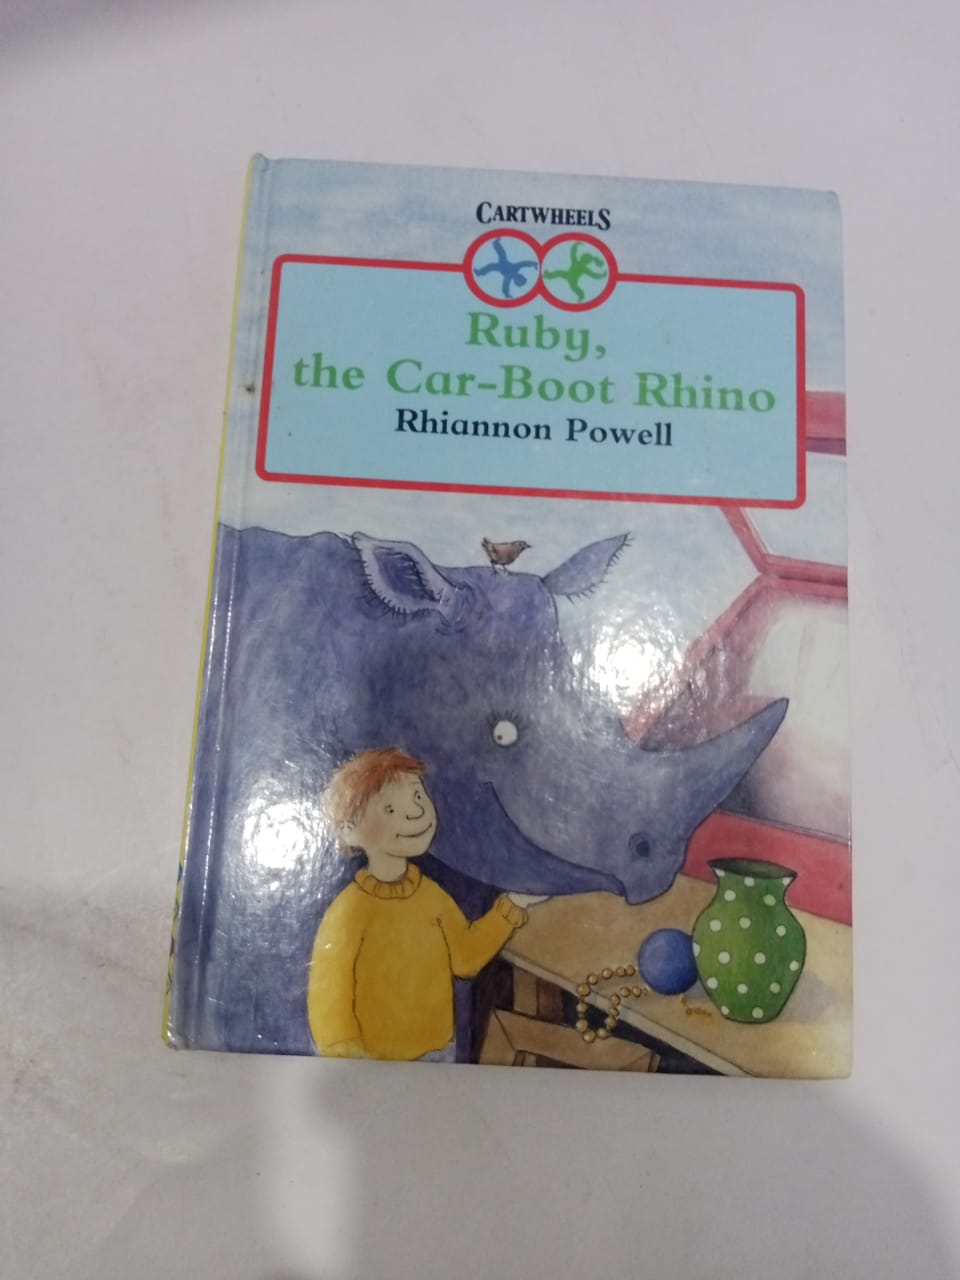 CARTWHEELS
Ruby,
the Car-Boot Rhino
Rhiannon Powell